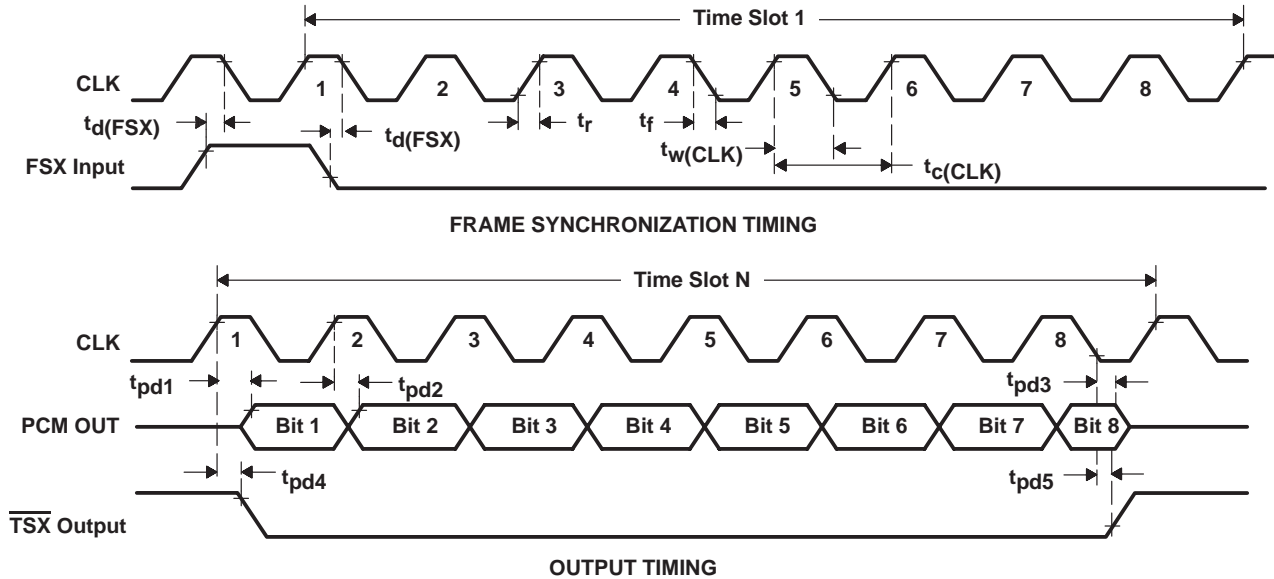 Time Slot 1
CLK
1 2 3 4 5 6 7 8
td(FSX)
td(FSX)
tr
tf
tw(CLK)
tc(CLK)
FSX Input
FRAME SYNCHRONIZATION TIMING
Time Slot N
CLK
1 2 3 4 5 6 7 8
tpd1
tpd2
tpd3
PCM OUT
Bit 1 Bit 2 Bit 3 Bit 4 Bit 5 Bit 6 Bit 7 Bit 8
tpd4
tpd5
TSX Output
OUTPUT TIMING